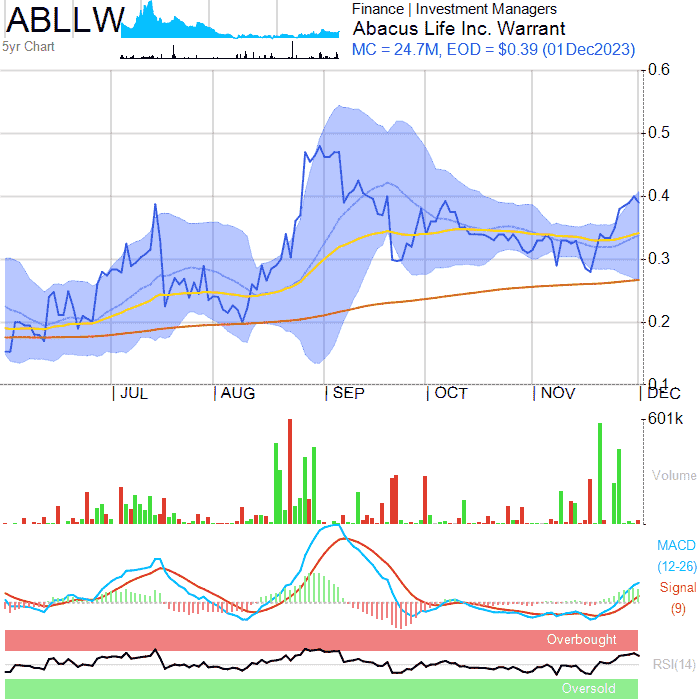 ABLLW
5yr Chart
Finance | Investment Managers
Abacus Life Inc. Warrant
MC = 24.7M, EOD = $0.39 (01Dec2023)
0.6
0.5
0.4
0.3
0.2
0.1
JUL AUG SEP OCT NOV DEC
601k
Volume
MACD
(12-26)
Signal
(9)
Overbought
RSI(14)
Oversold